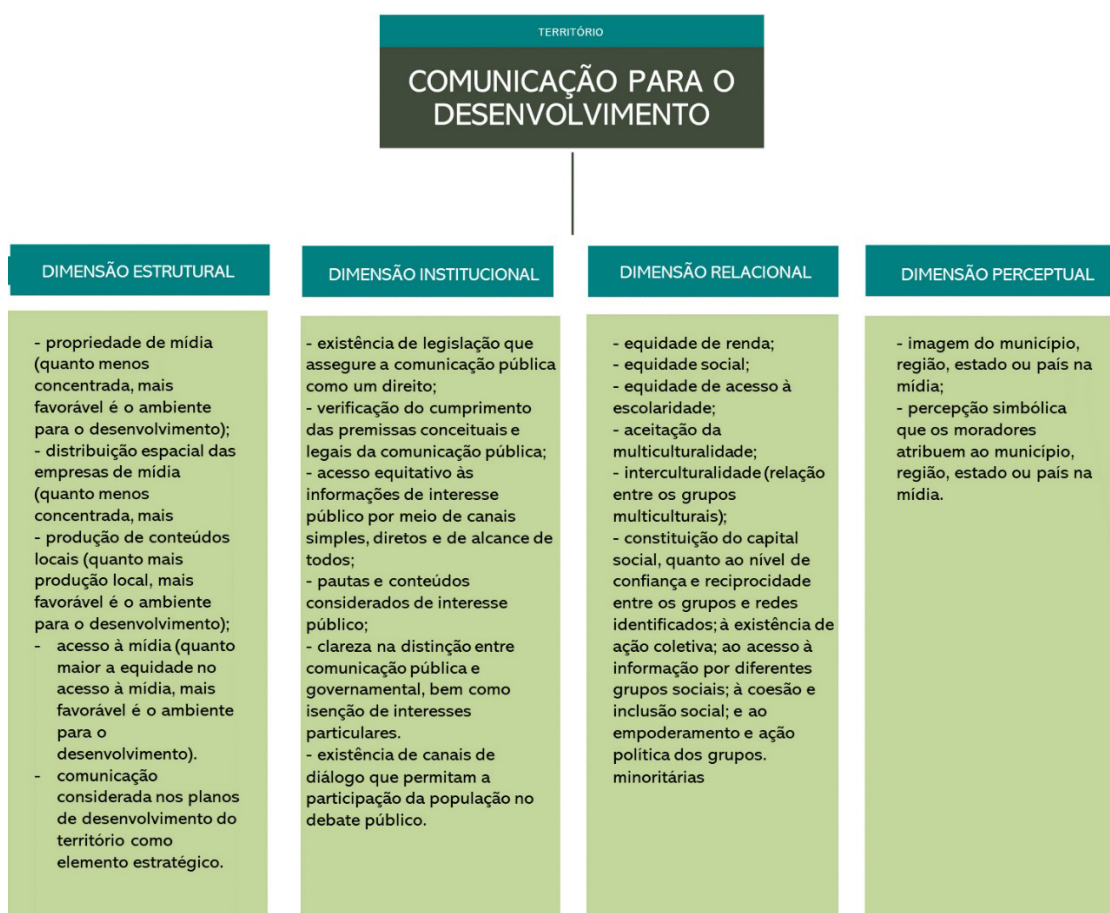 TERRITÓRIO
COMUNICAÇÃO PARA O
DESENVOLVIMENTO
DIMENSÃO ESTRUTURAL
- propriedade de mídia
(quanto menos
concentrada, mais
favorável é o ambiente
para o desenvolvimento);
- distribuição espacial das
empresas de mídia
(quanto menos
concentrada, mais
- produção de conteúdos
locais (quanto mais
produção local, mais
favorável é o ambiente
para o desenvolvimento);
- acesso à mídia (quanto
maior a equidade no
acesso à mídia, mais
favorável é o ambiente
para o
desenvolvimento).
- comunicação
considerada nos planos
de desenvolvimento do
território como
elemento estratégico.
DIMENSÃO INSTITUCIONAL
- existência de legislação que
assegure a comunicação pública
como um direito;
- verificação do cumprimento
das premissas conceituais e
legais da comunicação pública;
- acesso equitativo às
informações de interesse
público por meio de canais
simples, diretos e de alcance de
todos;
- pautas e conteúdos
considerados de interesse
público;
- clareza na distinção entre
comunicação pública e
governamental, bem como
isenção de interesses
particulares.
- existência de canais de
diálogo que permitam a
participação da população no
debate público.
DIMENSÃO RELACIONAL
- equidade de renda;
- equidade social;
- equidade de acesso à
escolaridade;
- aceitação da
multiculturalidade;
- interculturalidade (relação
entre os grupos
multiculturais);
- constituição do capital
social, quanto ao nível de
confiança e reciprocidade
entre os grupos e redes
identificados; à existência de
ação coletiva; ao acesso à
informação por diferentes
grupos sociais; à coesão e
inclusão social; e ao
empoderamento e ação
política dos grupos.
minoritárias
DIMENSÃO PERCEPTUAL
- imagem do município,
região, estado ou país na
mídia;
- percepção simbólica
que os moradores
atribuem ao município,
região, estado ou país na
mídia.